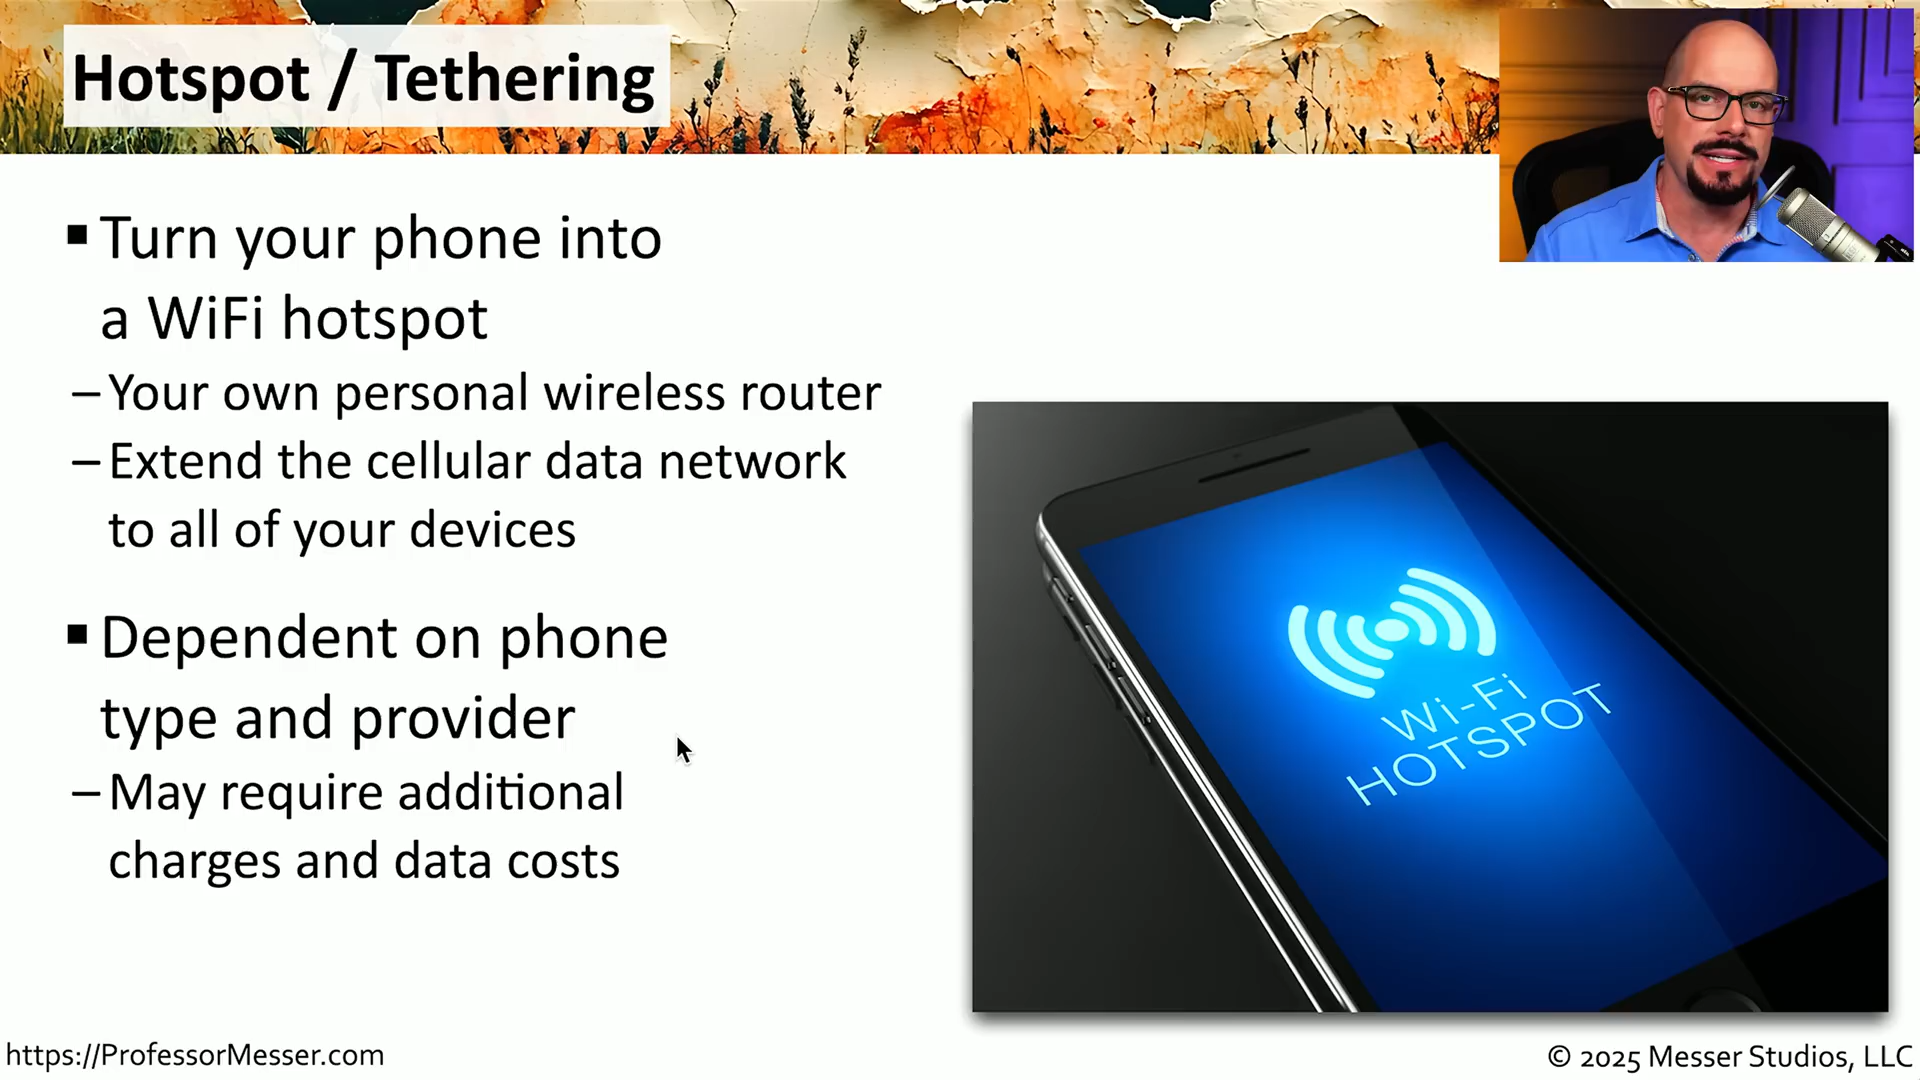 Hotspot / Tethering
▪ Turn your phone into
a WiFi hotspot
– Your own personal wireless router
– Extend the cellular data network
to all of your devices
▪ Dependent on phone
type and provider
– May require additional
charges and data costs
Wi-Fi
HOTSPOT
https://ProfessorMesser.com
© 2025 Messer Studios, LLC